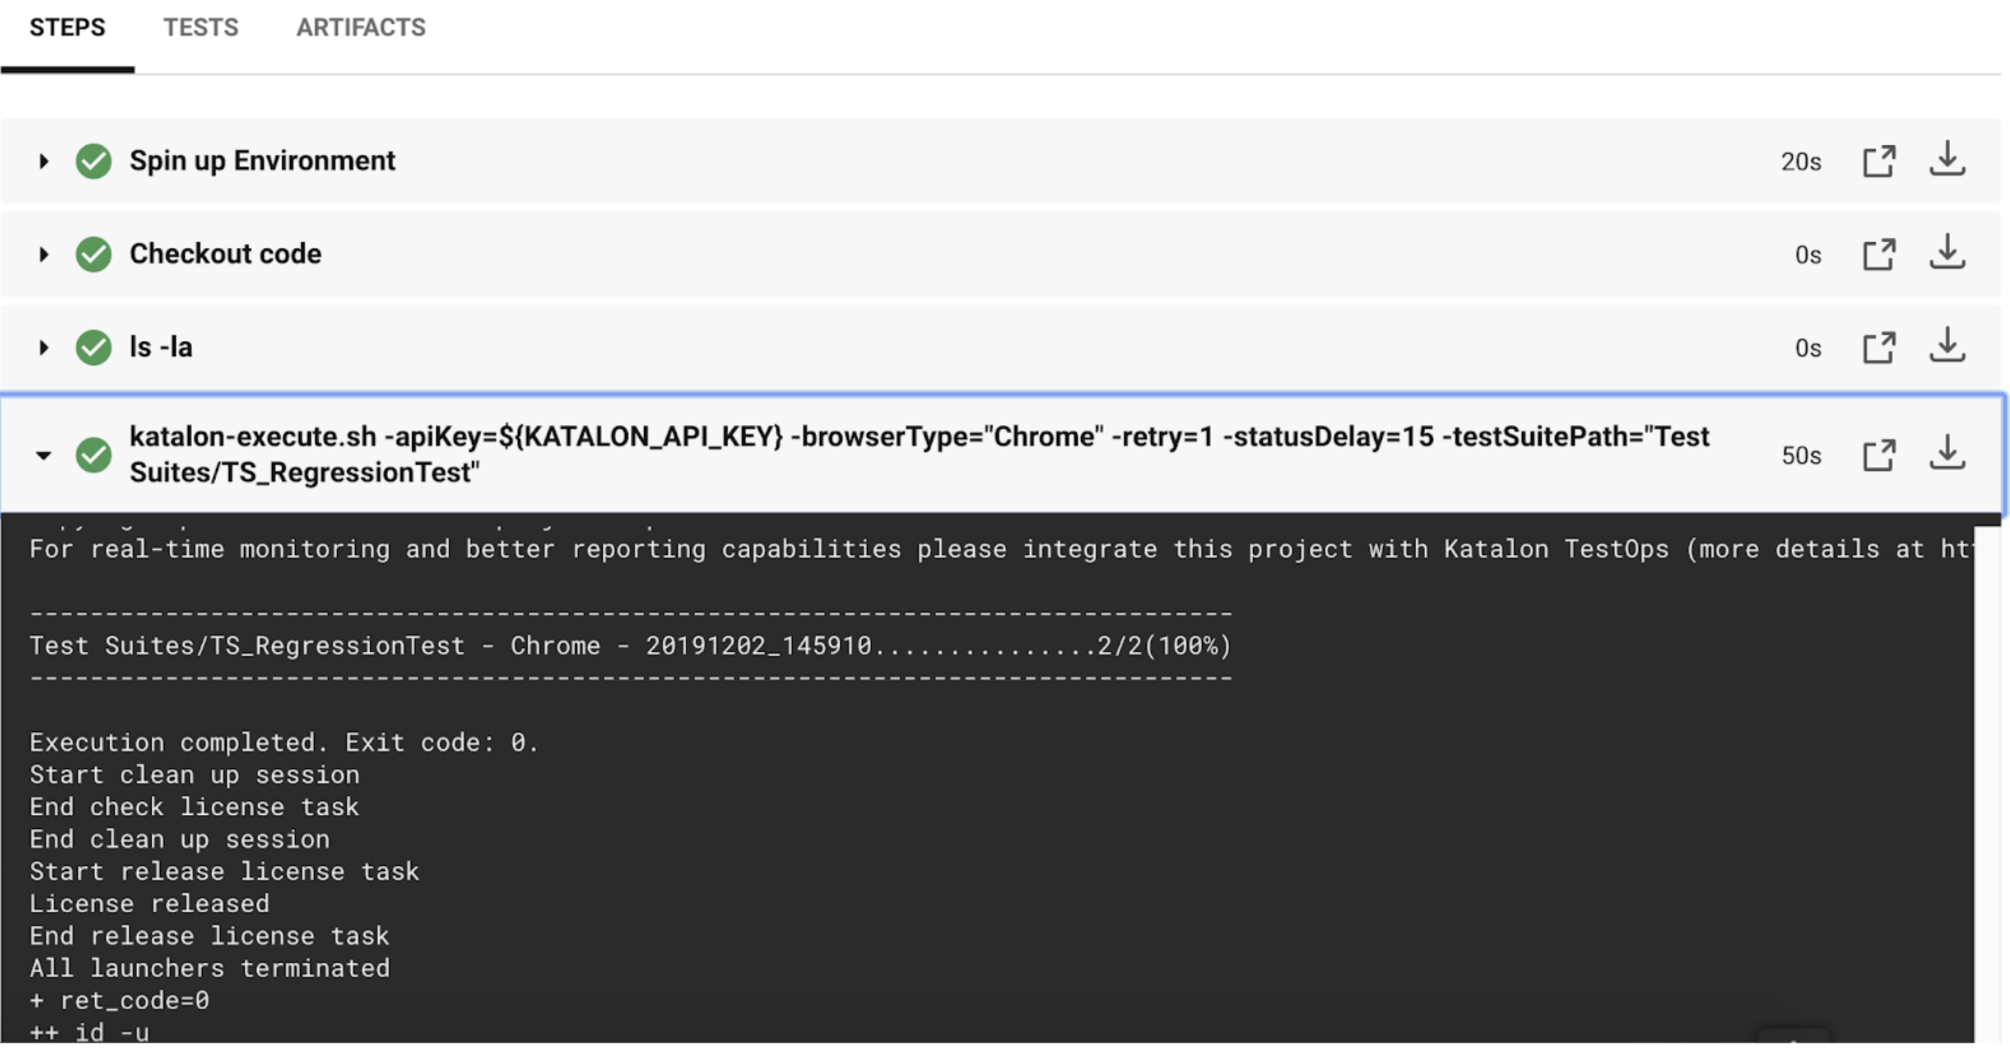 STEPS TESTS ARTIFACTS
Spin up Environment 20s
Checkout code 0s
ls -la 0s
katalon-execute.sh -apiKey=${KATALON_API_KEY} -browserType="Chrome" -retry=1 -statusDelay=15 -testSuitePath="Test
Suites/TS_RegressionTest" 50s
For real-time monitoring and better reporting capabilities please integrate this project with Katalon TestOps (more details at
--------------------------------------------------------------------------------
Test Suites/TS_RegressionTest - Chrome - 20191202_145910...............2/2(100%)
--------------------------------------------------------------------------------
Execution completed. Exit code: 0.
Start clean up session
End check license task
End clean up session
Start release license task
License released
End release license task
All launchers terminated
+ ret_code=0
++ id -u